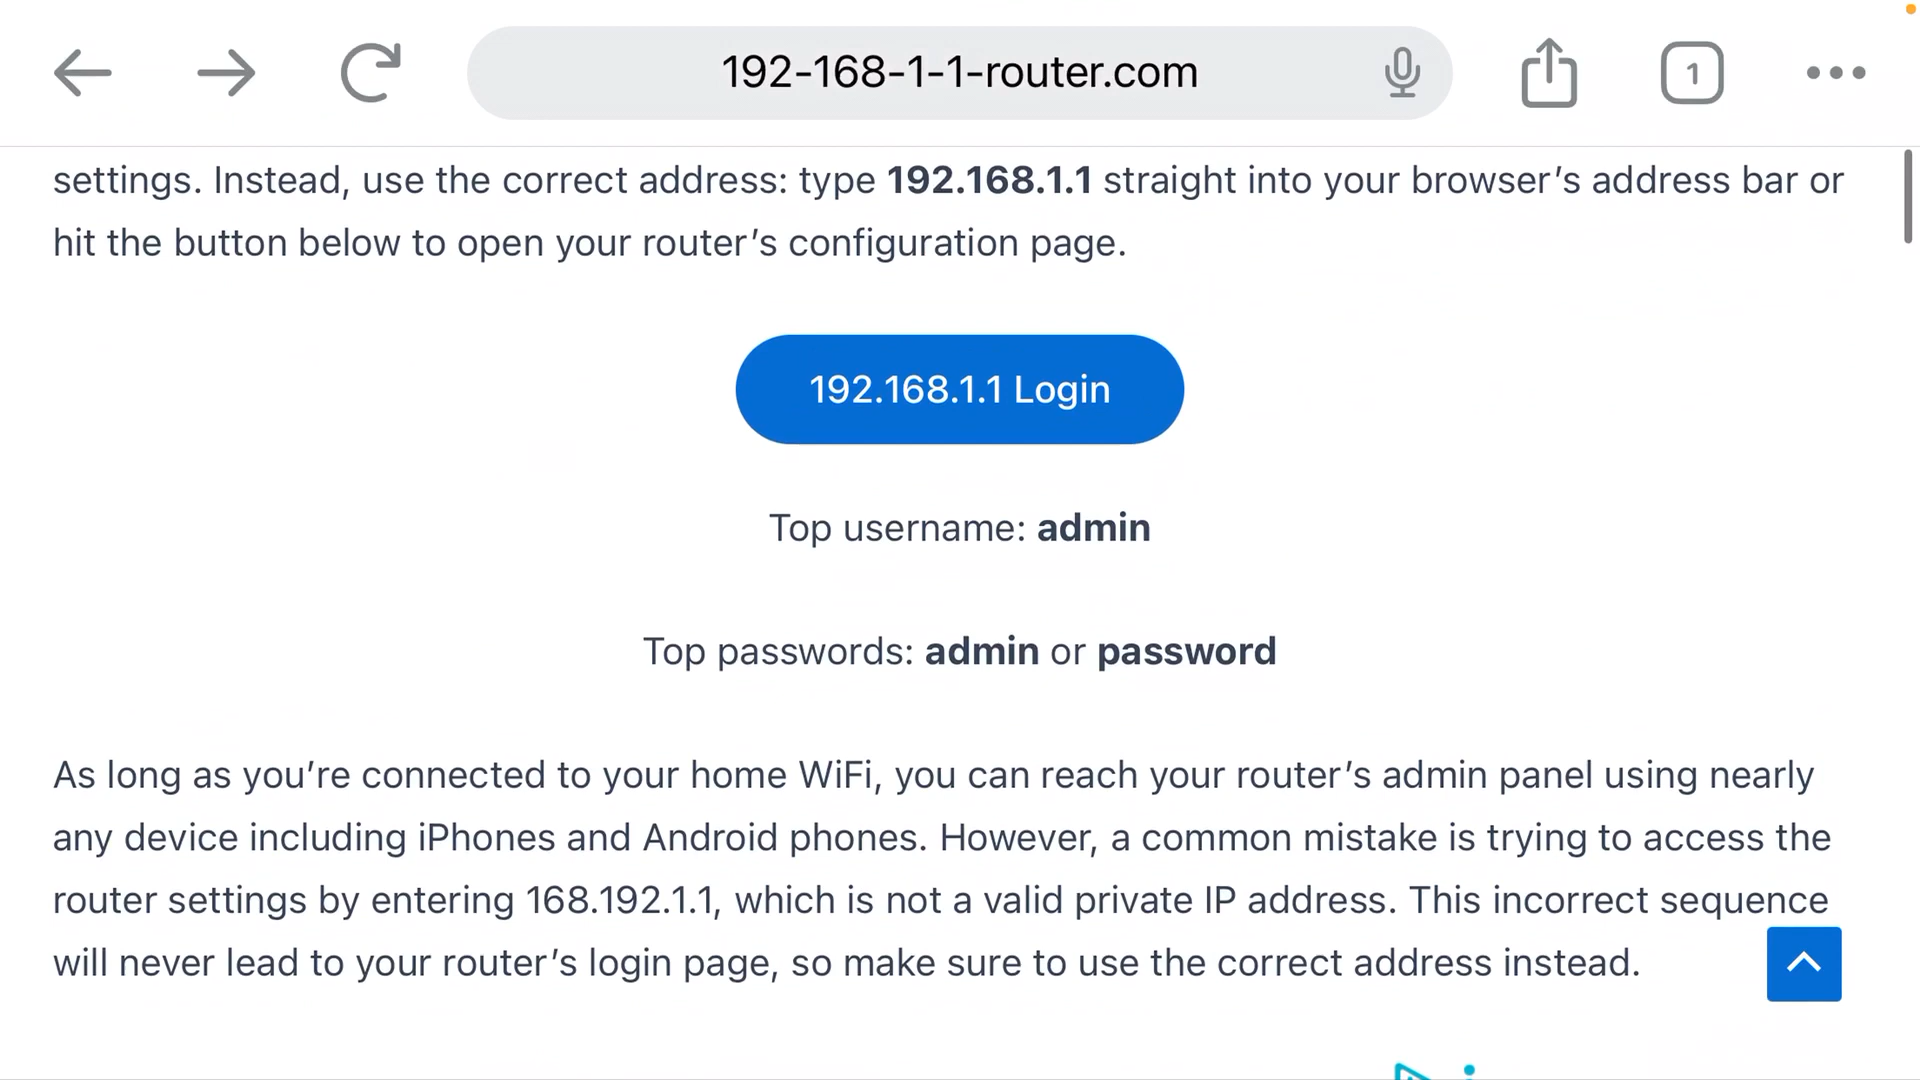 192-168-1-1-router.com
1
settings. Instead, use the correct address: type 192.168.1.1 straight into your browser’s address bar or
hit the button below to open your router’s configuration page.
192.168.1.1 Login
Top username: admin
Top passwords: admin or password
As long as you’re connected to your home WiFi, you can reach your router’s admin panel using nearly
any device including iPhones and Android phones. However, a common mistake is trying to access the
router settings by entering 168.192.1.1, which is not a valid private IP address. This incorrect sequence
will never lead to your router’s login page, so make sure to use the correct address instead.